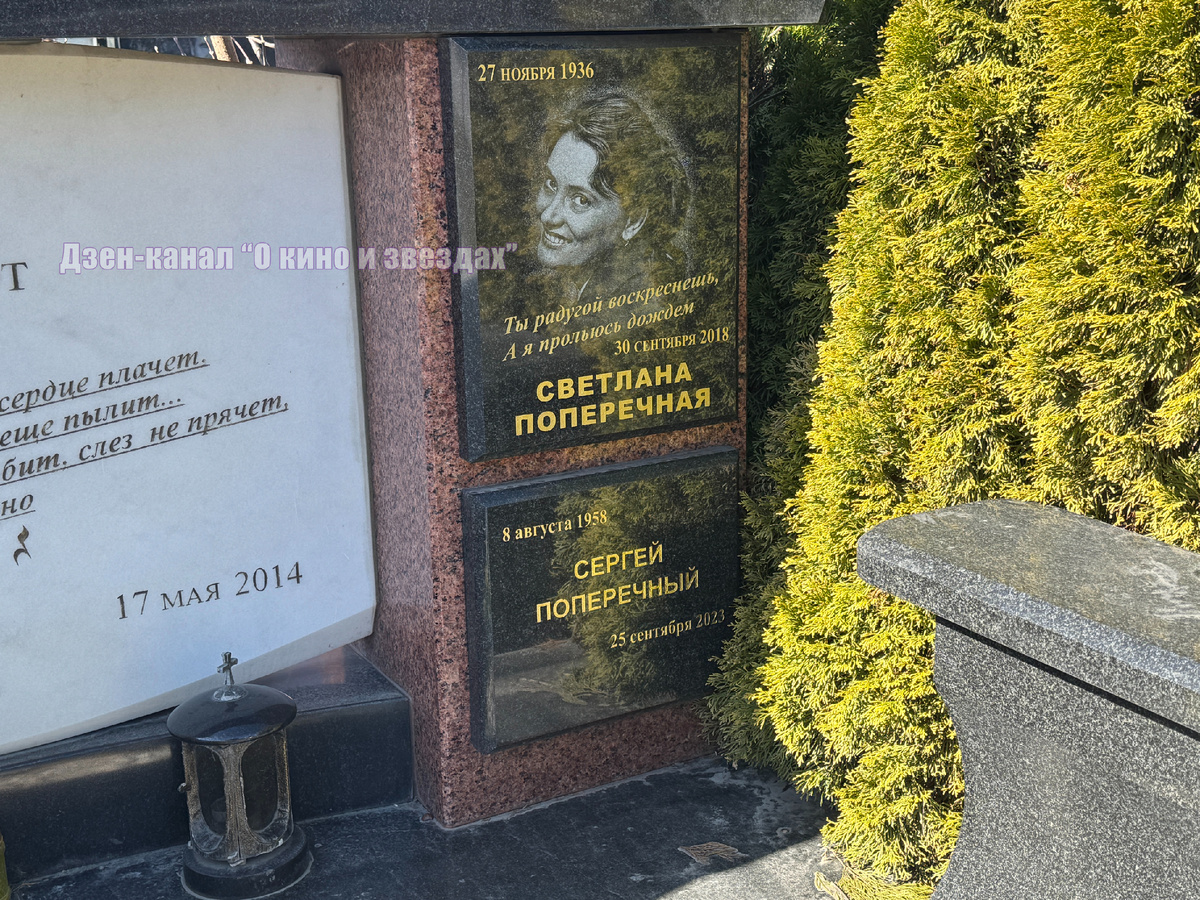 Т
сердце плачет.
еще пылит...
бит. слез не прячет,
но
17 МАЯ 2014
Дзен-канал “О кино и звездах”
27 НОЯБРЯ 1936
Ты радугой воскреснешь,
А я прольюсь дождем
30 СЕНТЯБРЯ 2018
СВЕТЛАНА
ПОПЕРЕЧНАЯ
8 августа 1958
СЕРГЕЙ
ПОПЕРЕЧНЫЙ
25 сентября 2023